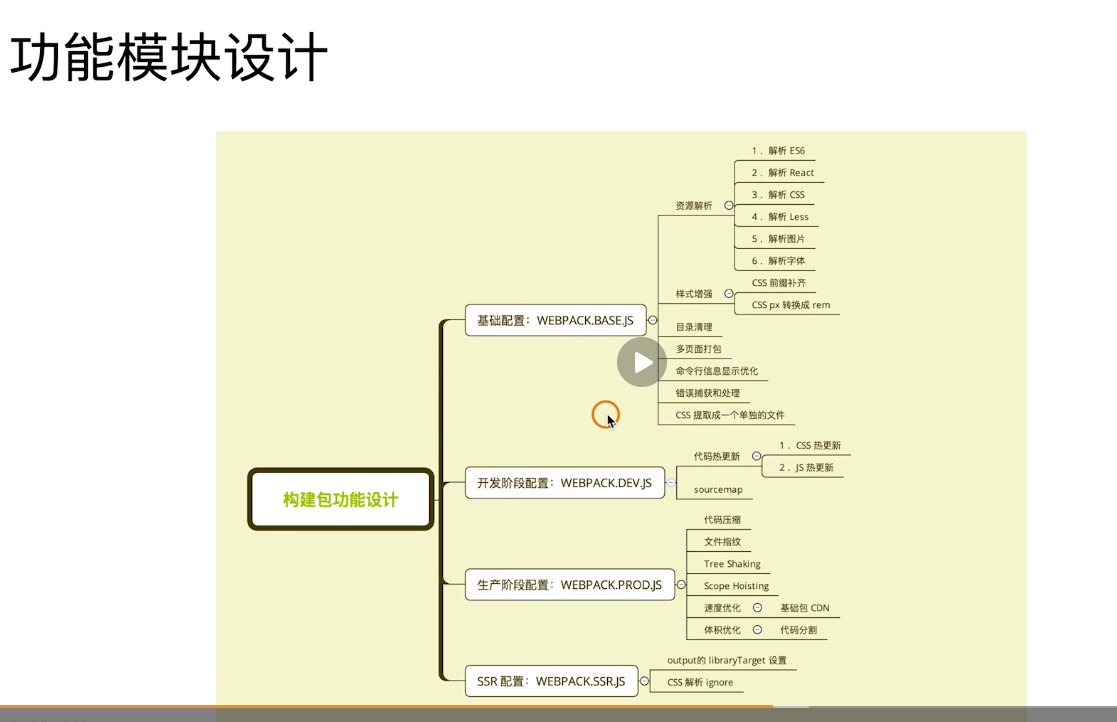 功能模块设计
构建包功能设计
基础配置：WEBPACK.BASE.JS
资源解析
1．解析 ES6
2．解析 React
3．解析 CSS
4．解析 Less
5．解析图片
6．解析字体
样式增强
CSS 前缀补齐
CSS px 转换成 rem
目录清理
多页面打包
命令行信息显示优化
错误捕获和处理
CSS 提取成一个单独的文件
开发阶段配置：WEBPACK.DEV.JS
代码热更新
1．CSS 热更新
2．JS 热更新
sourcemap
生产阶段配置：WEBPACK.PROD.JS
代码压缩
文件指纹
Tree Shaking
Scope Hoisting
速度优化
基础包 CDN
体积优化
代码分割
SSR 配置：WEBPACK.SSR.JS
output的 libraryTarget 设置
CSS 解析 ignore